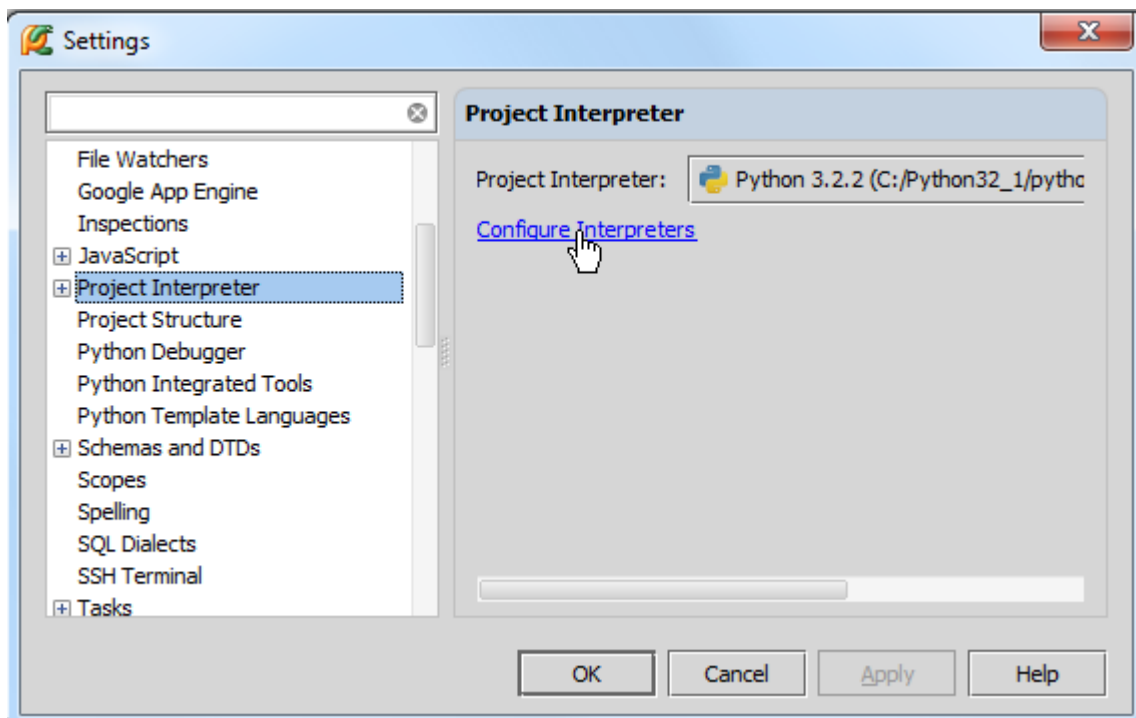 Settings
File Watchers
Google App Engine
Inspections
JavaScript
Project Interpreter
Project Structure
Python Debugger
Python Integrated Tools
Python Template Languages
Schemas and DTDs
Scopes
Spelling
SQL Dialects
SSH Terminal
Tasks
Project Interpreter
Project Interpreter: Python 3.2.2 (C:/Python32_1/pytho
Configure Interpreters
OK Cancel Apply Help